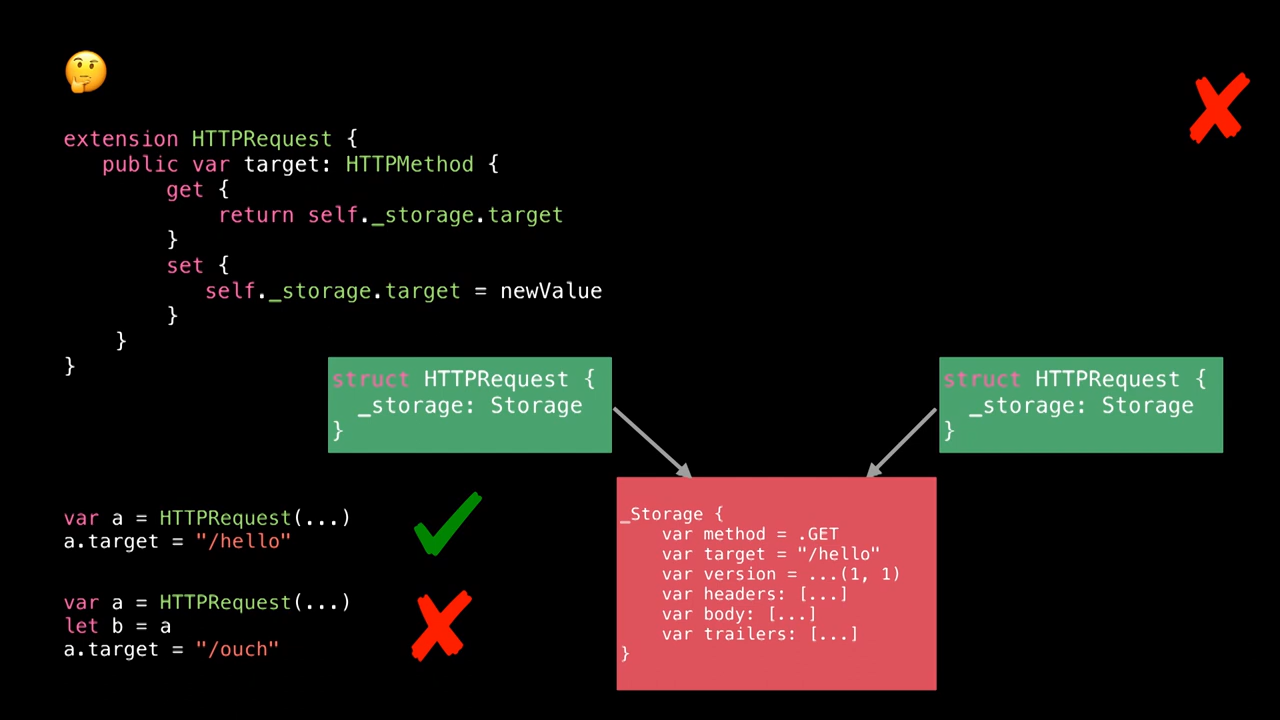 extension HTTPRequest {
public var target: HTTPMethod {
get {
return self._storage.target
}
set {
self._storage.target = newValue
}
}
}
struct HTTPRequest {
_storage: Storage
}
struct HTTPRequest {
_storage: Storage
}
var a = HTTPRequest(...)
a.target = "/hello"
var a = HTTPRequest(...)
let b = a
a.target = "/ouch"
_Storage {
var method = .GET
var target = "/hello"
var version = ...(1, 1)
var headers: [...]
var body: [...]
var trailers: [...]
}